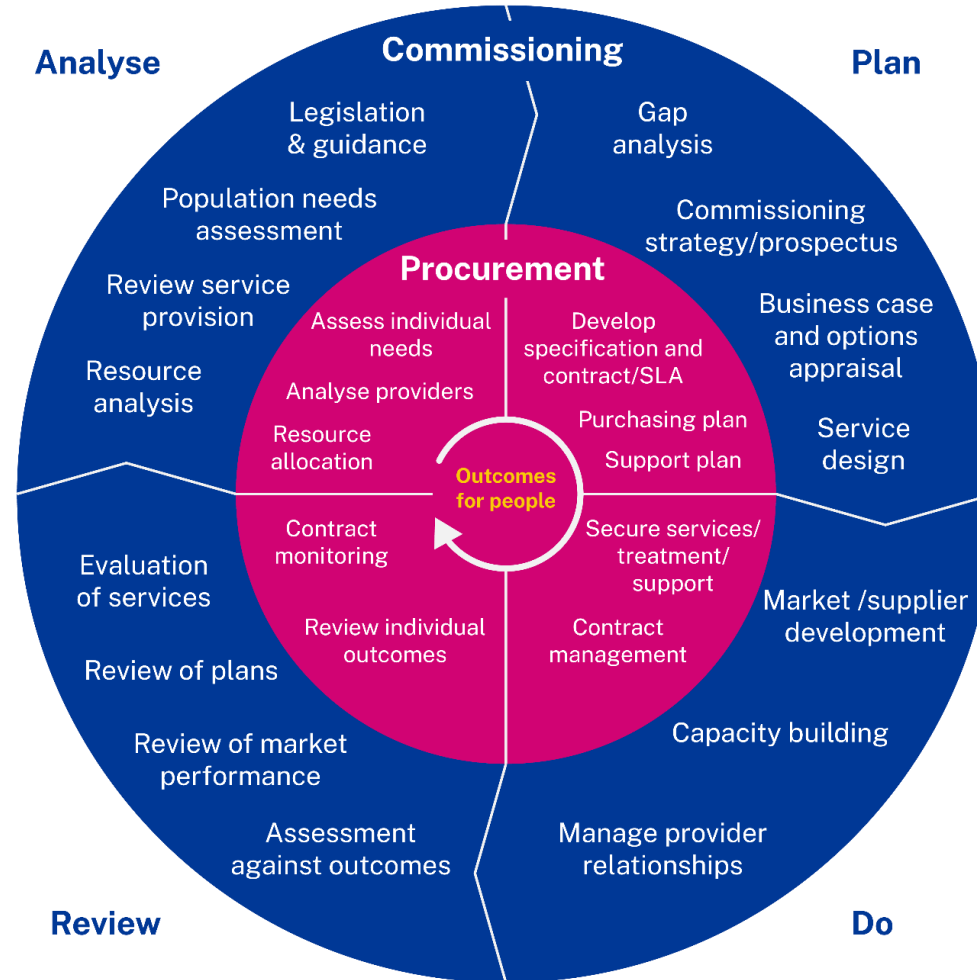 Analyse
Commissioning
Plan
Legislation
& guidance
Population needs
assessment
Review service
provision
Resource
analysis
Gap
analysis
Commissioning
strategy/prospectus
Business case
and options
appraisal
Service
design
Procurement
Assess individual
needs
Analyse providers
Resource
allocation
Develop
specification and
contract/SLA
Purchasing plan
Support plan
Outcomes
for people
Contract
monitoring
Review individual
outcomes
Secure services/
treatment/
support
Contract
management
Evaluation
of services
Review of plans
Review of market
performance
Assessment
against outcomes
Market /supplier
development
Capacity building
Manage provider
relationships
Review
Do